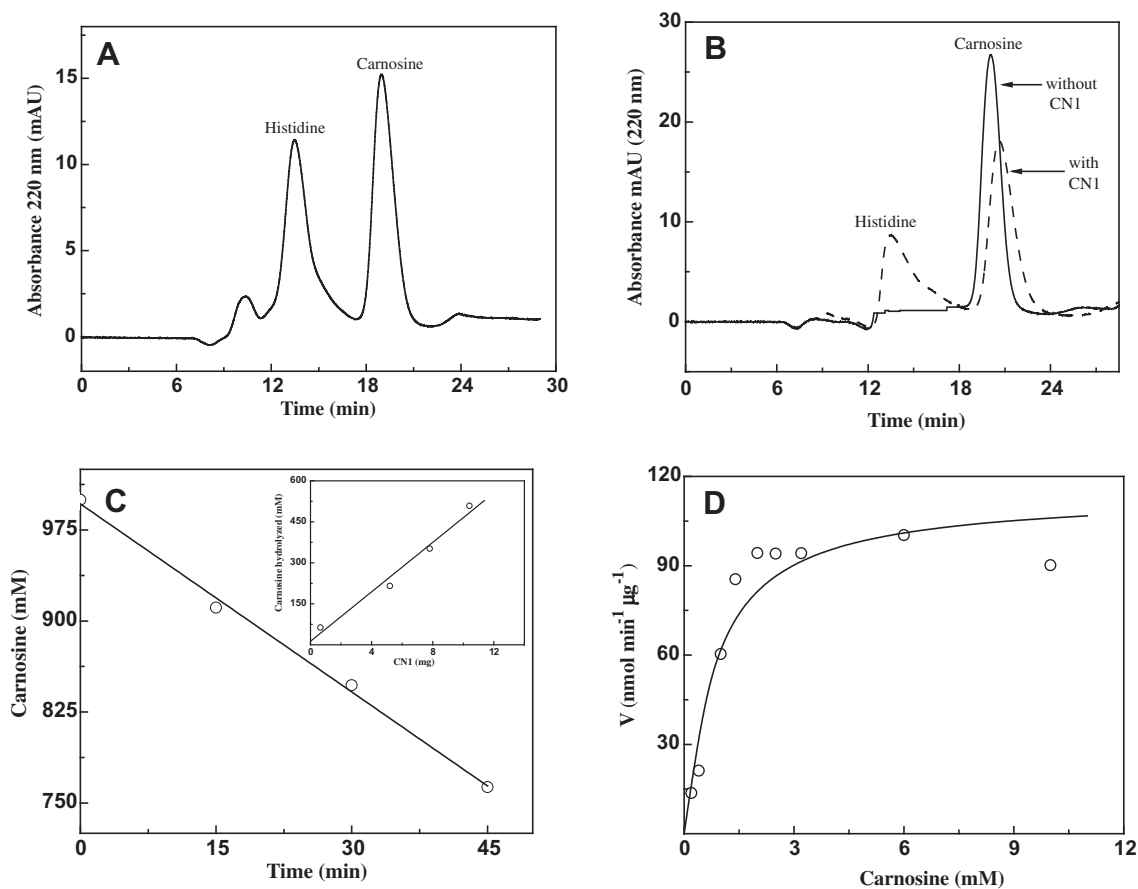 A
Absorbance 220 nm (mAU)
15
10
5
0
Histidine
Carnosine
0 6 12 18 24 30
Time (min)
B
Absorbance mAU (220 nm)
30
20
10
0
Carnosine
without
CN1
with
CN1
Histidine
0 6 12 18 24
Time (min)
C
Carnosine (mM)
975
900
825
750
0 15 30 45
Time (min)
Carnosine hydrolyzed (mM)
600
450
300
150
0 4 8 12
CN1 (mg)
D
V (nmol min-1 µg-1)
120
90
60
30
0 3 6 9 12
Carnosine (mM)